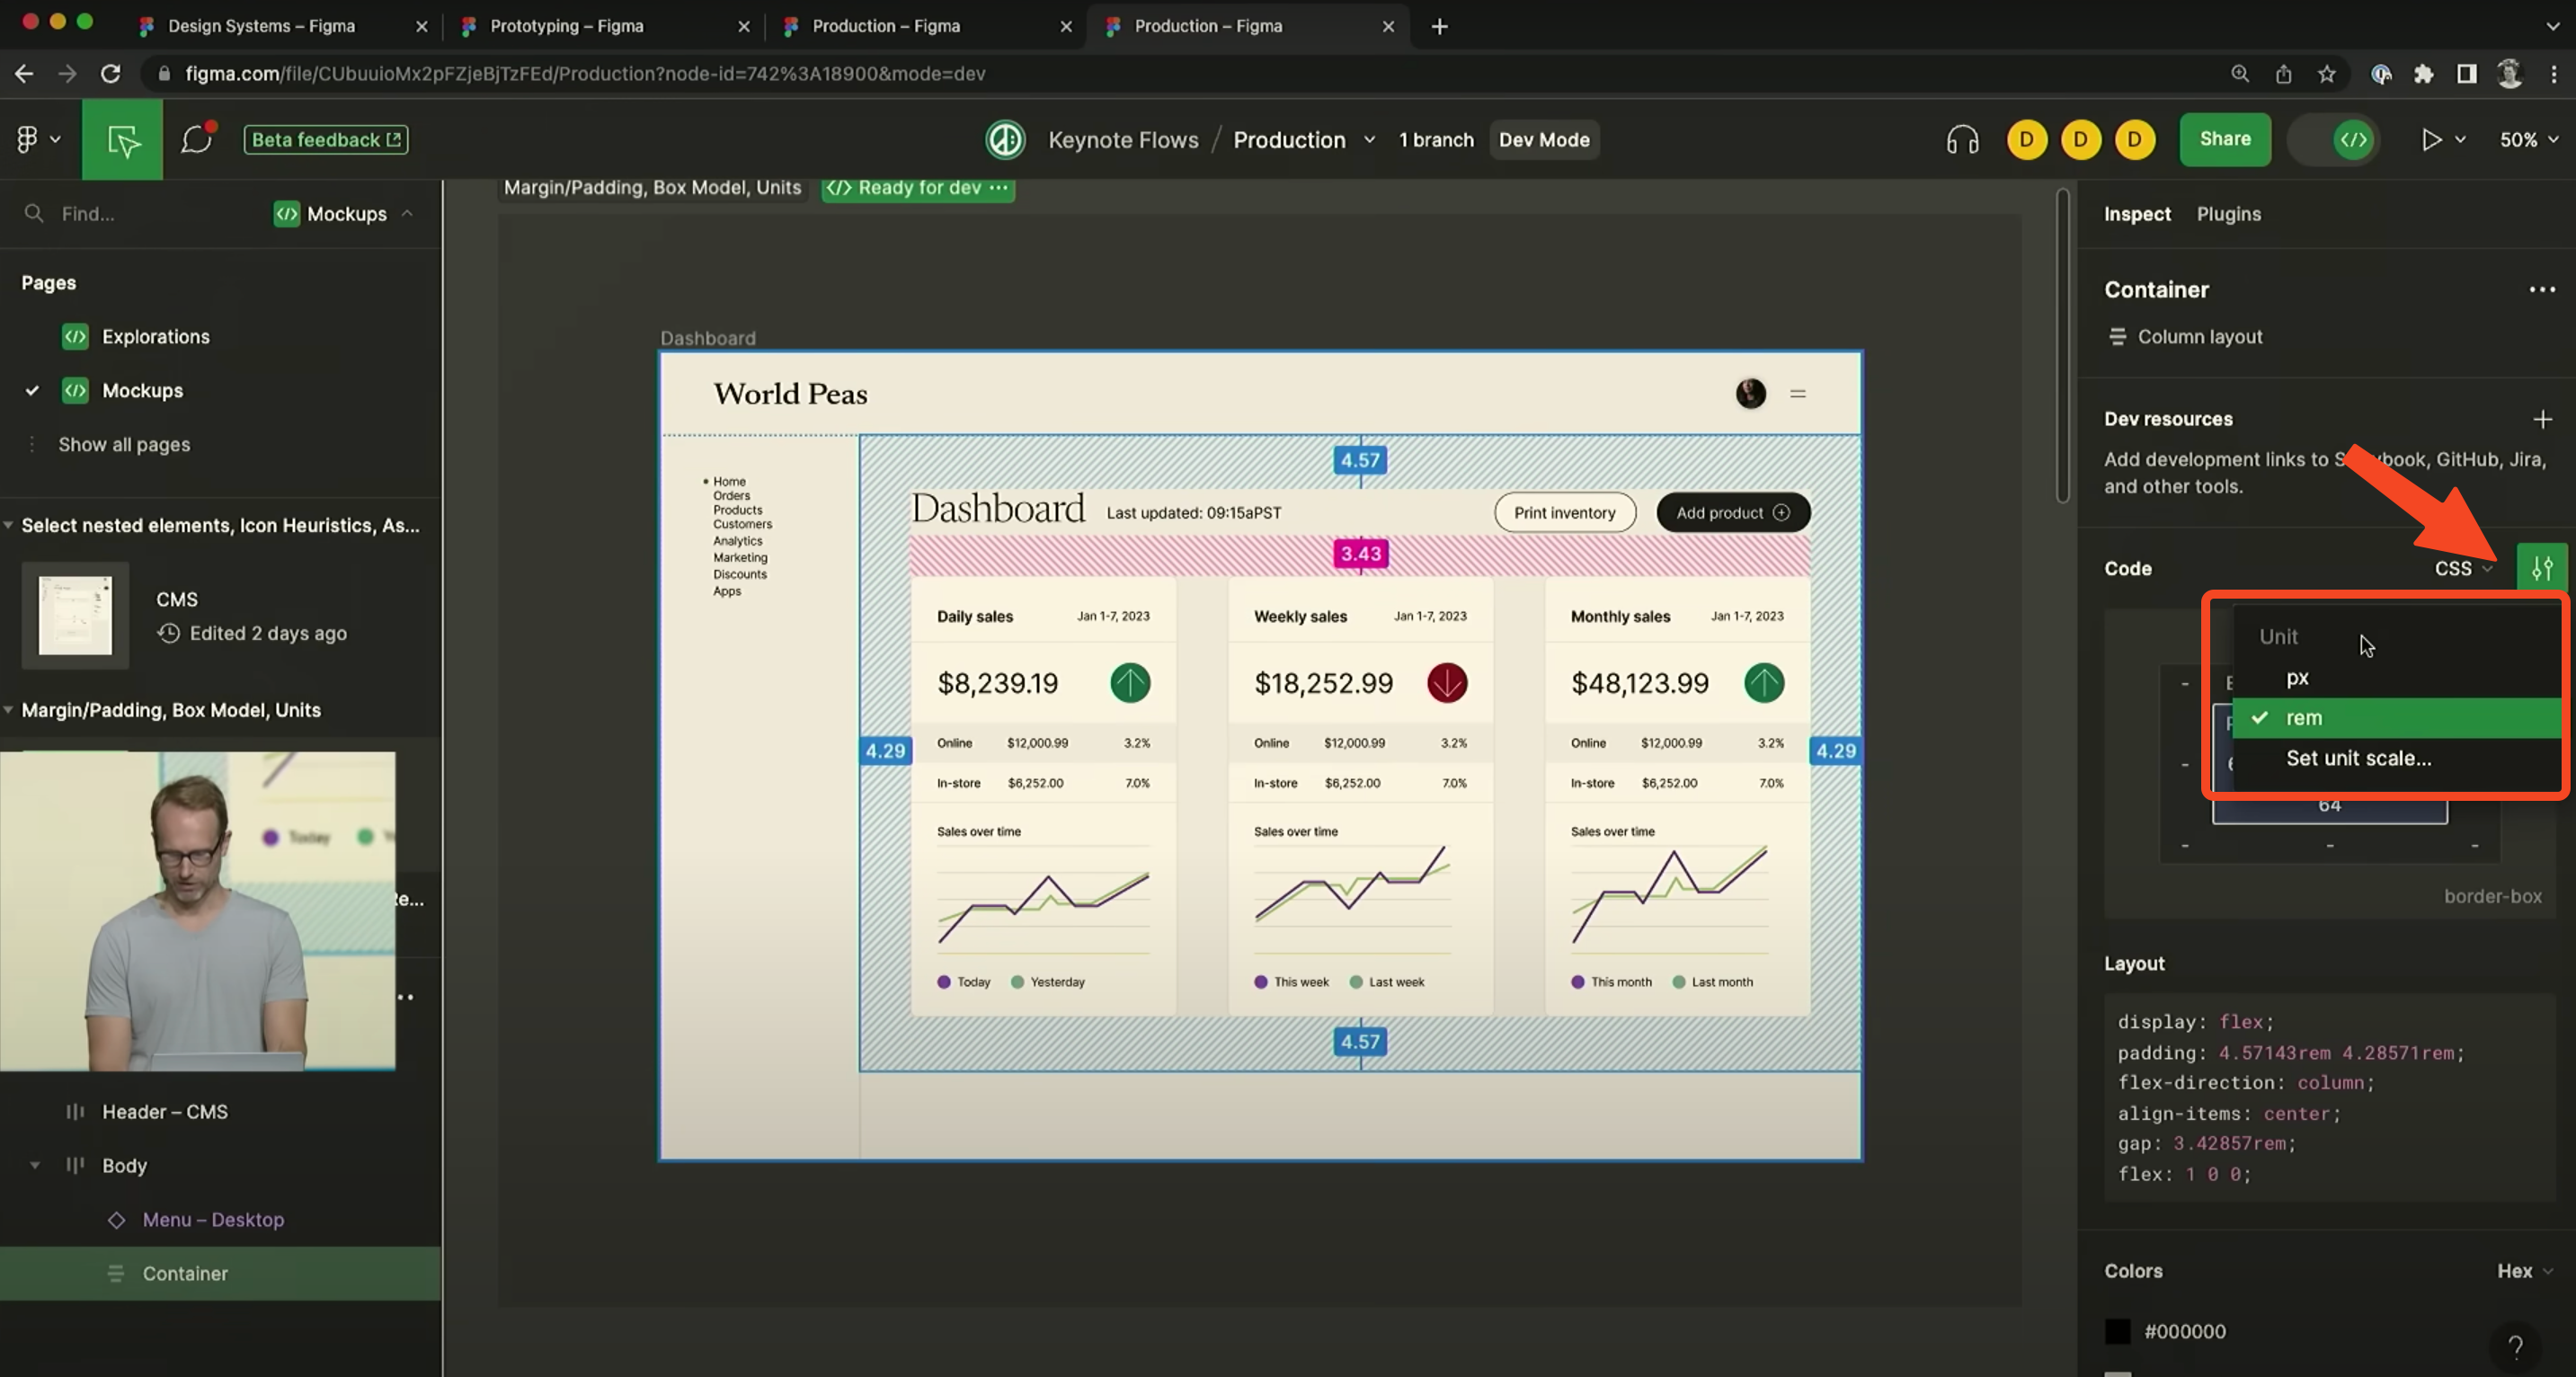 Design Systems – Figma
Prototyping – Figma
Production – Figma
Production – Figma
figma.com/file/CUbuuioMx2pFZjeBjTzFEd/Production?node-id=742%3A18900&mode=dev
Beta feedback
Keynote Flows / Production
1 branch
Dev Mode
D
D
D
Share
50%
Find...
Mockups
Pages
Explorations
Mockups
Show all pages
Select nested elements, Icon Heuristics, As...
CMS
Edited 2 days ago
Margin/Padding, Box Model, Units
Today
Header – CMS
Body
Menu – Desktop
Container
Margin/Padding, Box Model, Units
Ready for dev
Dashboard
World Peas
Home
Orders
Products
Customers
Analytics
Marketing
Discounts
Apps
4.57
Dashboard
Last updated: 09:15aPST
Print inventory
Add product
3.43
4.29
4.29
Daily sales
Jan 1-7, 2023
$8,239.19
Online $12,000.99 3.2%
In-store $6,252.00 7.0%
Sales over time
Today
Yesterday
Weekly sales
Jan 1-7, 2023
$18,252.99
Online $12,000.99 3.2%
In-store $6,252.00 7.0%
Sales over time
This week
Last week
Monthly sales
Jan 1-7, 2023
$48,123.99
Online $12,000.99 3.2%
In-store $6,252.00 7.0%
Sales over time
This month
Last month
4.57
Inspect
Plugins
Container
Column layout
Dev resources
Add development links to Storybook, GitHub, Jira,
and other tools.
Code
CSS
Unit
px
rem
Set unit scale...
64
border-box
Layout
display: flex;
padding: 4.57143rem 4.28571rem;
flex-direction: column;
align-items: center;
gap: 3.42857rem;
flex: 1 0 0;
Colors
Hex
#000000
?